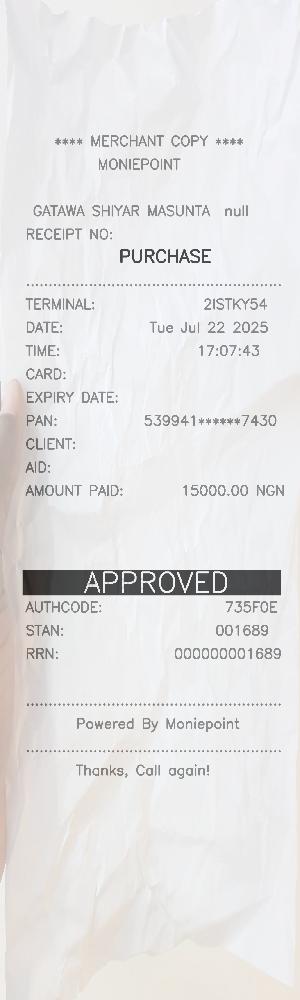 **** MERCHANT COPY ****
MONIEPOINT
GATAWA SHIYAR MASUNTA null
RECEIPT NO:
PURCHASE
TERMINAL: 2ISTKY54
DATE: Tue Jul 22 2025
TIME: 17:07:43
CARD:
EXPIRY DATE:
PAN: 539941******7430
CLIENT:
AID:
AMOUNT PAID: 15000.00 NGN
APPROVED
AUTHCODE: 735F0E
STAN: 001689
RRN: 000000001689
Powered By Moniepoint
Thanks, Call again!